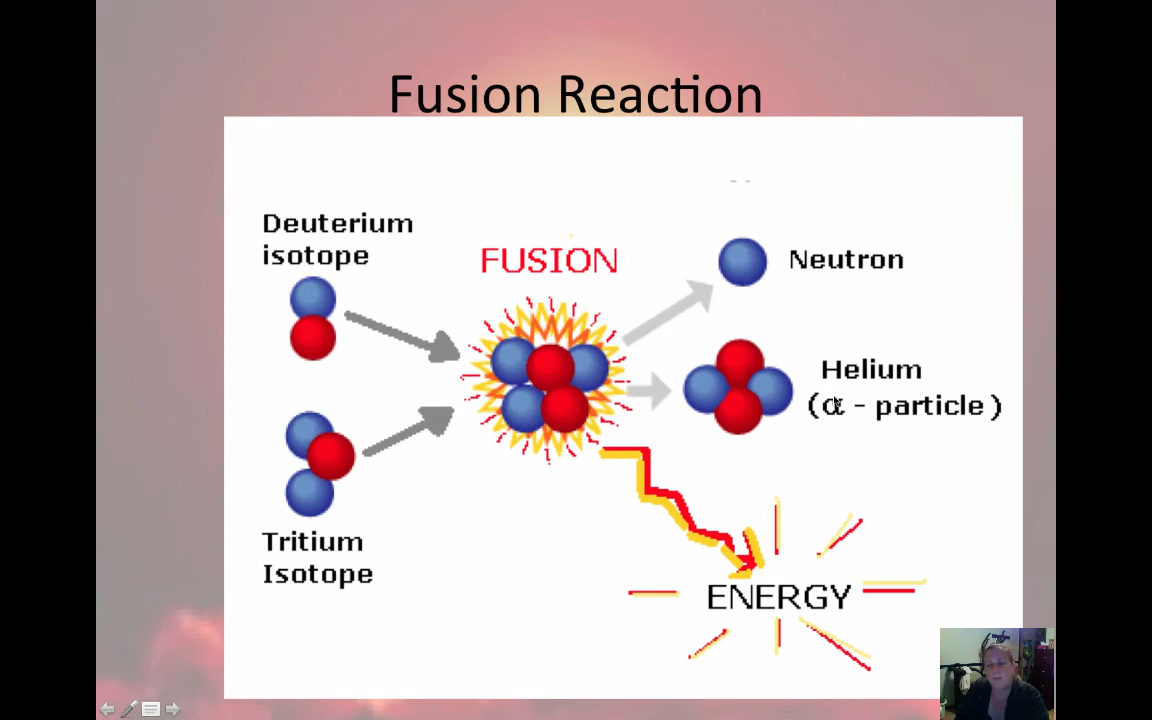 Fusion Reaction
Deuterium
isotope
FUSION
Neutron
Helium
(α - particle)
Tritium
Isotope
ENERGY